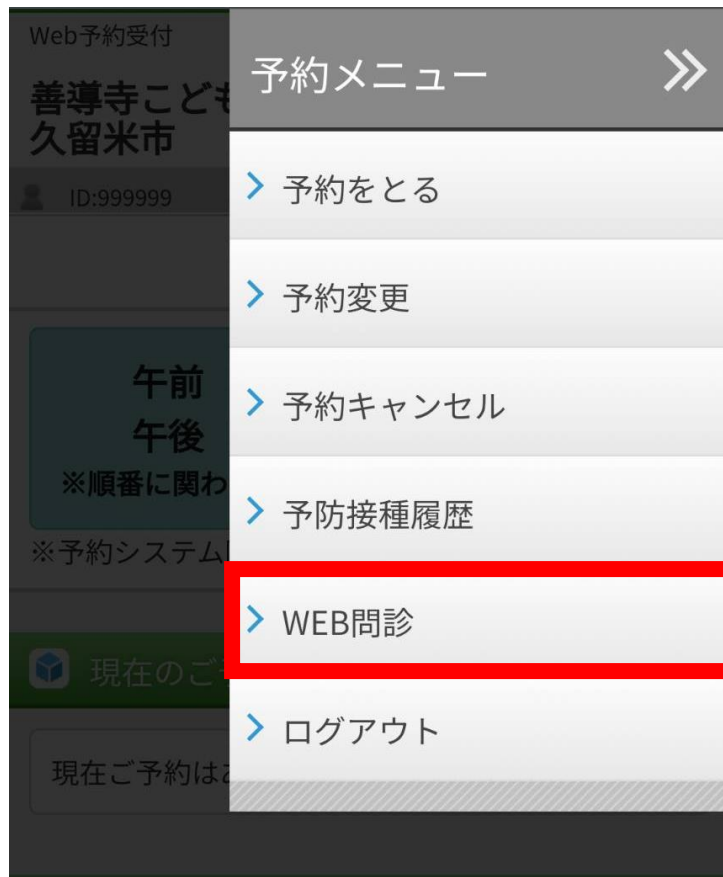 Web予約受付
善導寺こども
久留米市
ID:999999
午前
午後
※順番に関わ
※予約システム
現在のご
現在ご予約は
予約メニュー
予約をとる
予約変更
予約キャンセル
予防接種履歴
WEB問診
ログアウト